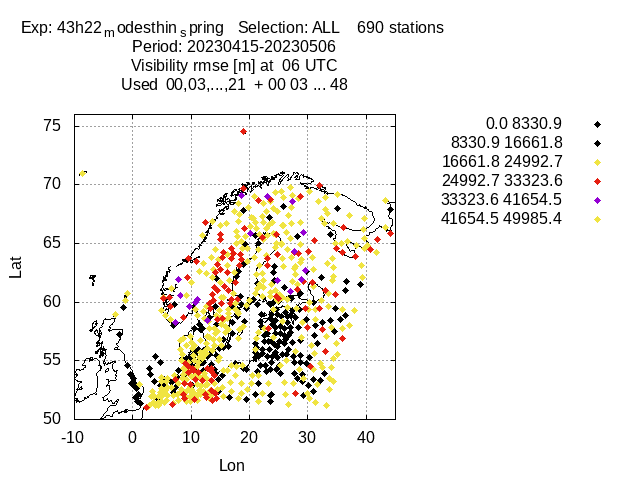 Exp: 43h22_modesthin_spring   Selection: ALL    690 stations
Period: 20230415-20230506
Visibility rmse [m] at  06 UTC
Used  00,03,...,21  + 00 03 ... 48
0.0 8330.9
8330.9 16661.8
16661.8 24992.7
24992.7 33323.6
33323.6 41654.5
41654.5 49985.4
75
70
65
60
55
50
Lat
-10 0 10 20 30 40
Lon